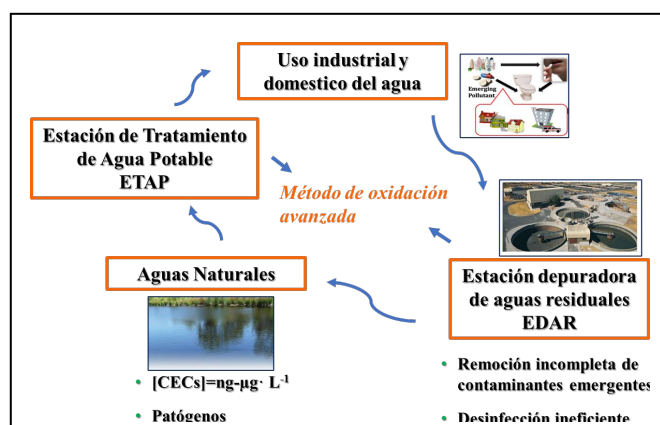 Uso industrial y
domestico del agua
Emerging
Pollutant
Estación de Tratamiento
de Agua Potable
ETAP
Método de oxidación
avanzada
Aguas Naturales
Estación depuradora
de aguas residuales
EDAR
• [CECs]=ng-µg· L⁻¹
• Patógenos
• Remoción incompleta de
contaminantes emergentes
• Desinfección ineficiente